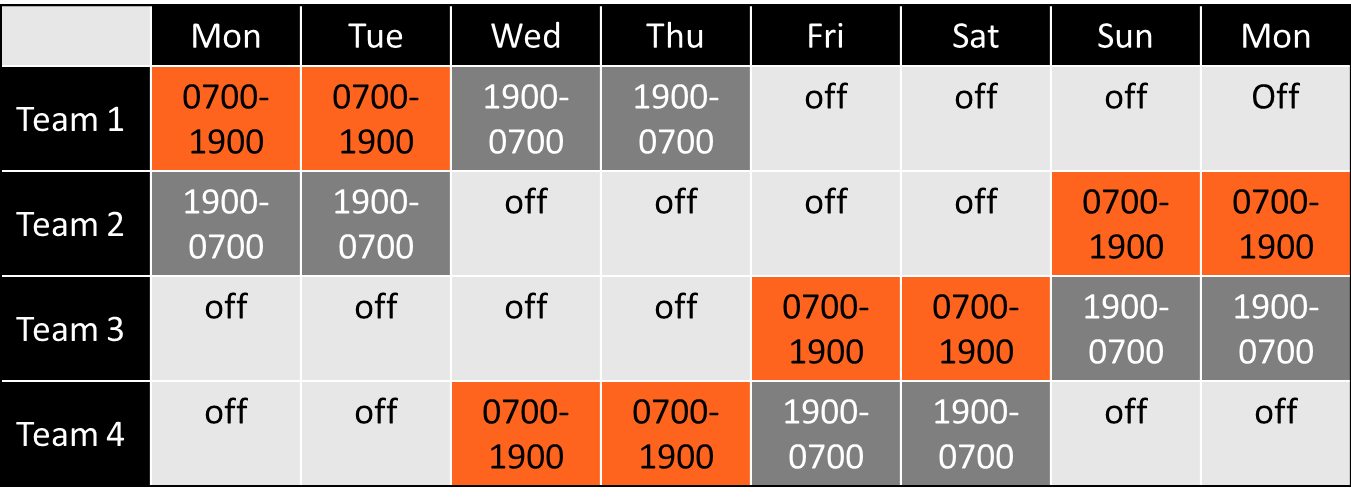 Mon Tue Wed Thu Fri Sat Sun Mon
Team 1 0700-1900 0700-1900 1900-0700 1900-0700 off off off Off
Team 2 1900-0700 1900-0700 off off off off 0700-1900 0700-1900
Team 3 off off off off 0700-1900 0700-1900 1900-0700 1900-0700
Team 4 off off 0700-1900 0700-1900 1900-0700 1900-0700 off off